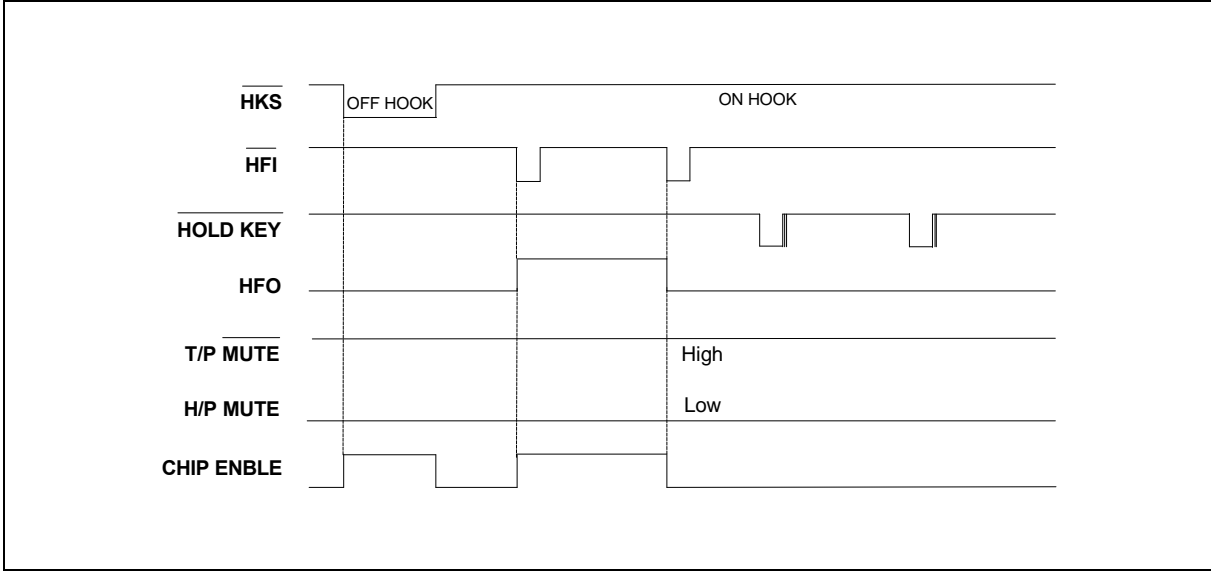 HKS OFF HOOK ON HOOK
HFI
HOLD KEY
HFO
T/P MUTE High
H/P MUTE Low
CHIP ENBLE